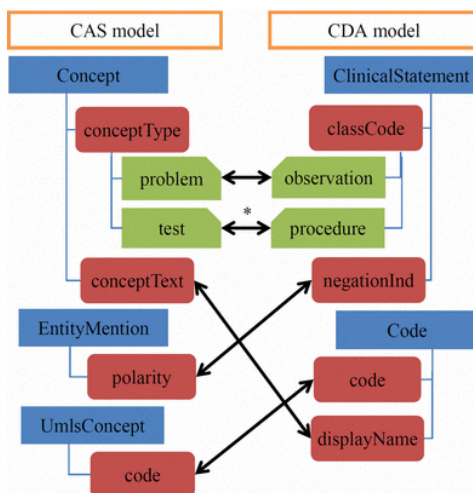 CAS model
CDA model
Concept
ClinicalStatement
conceptType
classCode
problem
observation
*
test
procedure
conceptText
negationInd
EntityMention
Code
polarity
code
UmlsConcept
displayName
code